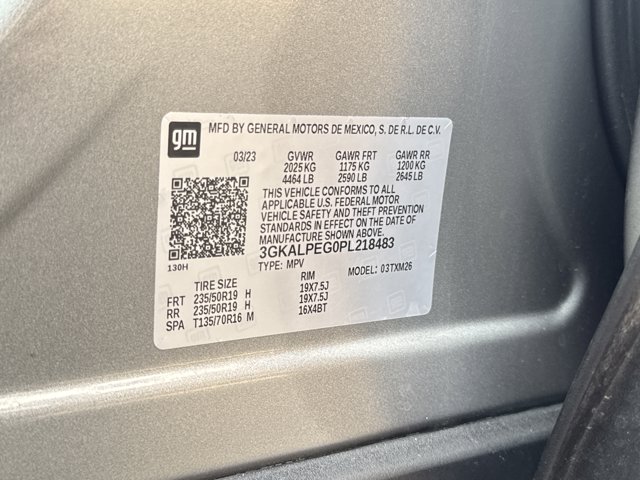 gm MFD BY GENERAL MOTORS DE MEXICO, S. DE R.L. DE C.V.
03/23 GVWR GAWR FRT GAWR RR
2025 KG 1175 KG 1200 KG
4464 LB 2590 LB 2645 LB
THIS VEHICLE CONFORMS TO ALL
APPLICABLE U.S. FEDERAL MOTOR
VEHICLE SAFETY AND THEFT PREVENTION
STANDARDS IN EFFECT ON THE DATE OF
MANUFACTURE SHOWN ABOVE.
3GKALPEG0PL218483
130H TYPE: MPV MODEL: 03TXM26
TIRE SIZE RIM
FRT 235/50R19 H 19X7.5J
RR 235/50R19 H 19X7.5J
SPA T135/70R16 M 16X4BT